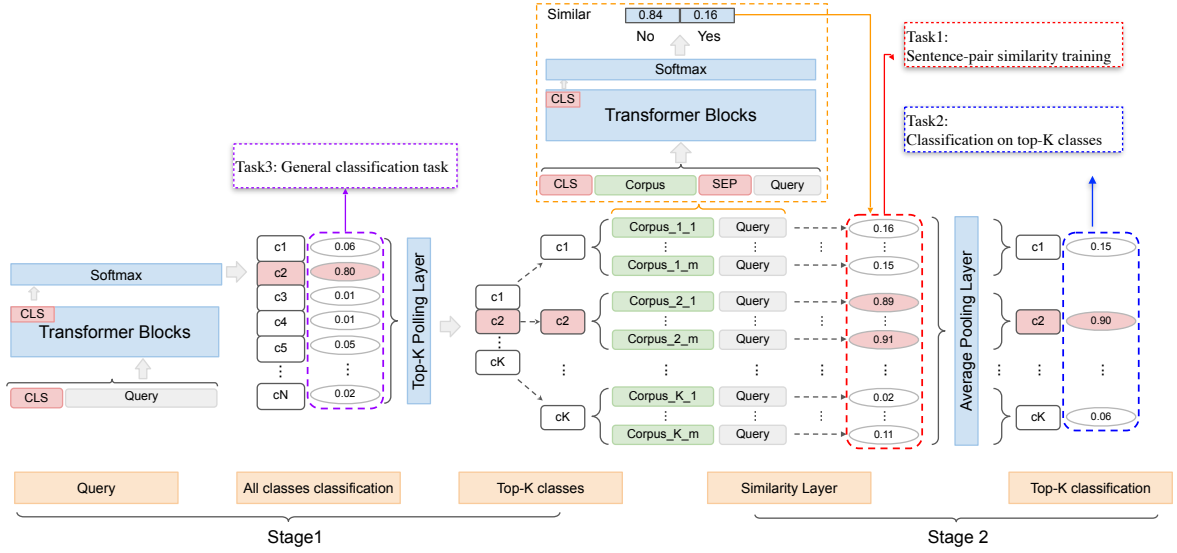 Similar
0.84 0.16
No Yes
Softmax
CLS
Transformer Blocks
CLS Corpus SEP Query
Task1:
Sentence-pair similarity training
Task2:
Classification on top-K classes
Task3: General classification task
Softmax
CLS
Transformer Blocks
CLS Query
c1 0.06
c2 0.80
c3 0.01
c4 0.01
c5 0.05
cN 0.02
Top-K Polling Layer
c1
c2
cK
c1
c2
cK
Corpus_1_1 Query 0.16
Corpus_1_m Query 0.15
Corpus_2_1 Query 0.89
Corpus_2_m Query 0.91
Corpus_K_1 Query 0.02
Corpus_K_m Query 0.11
Average Pooling Layer
c1 0.15
c2 0.90
cK 0.06
Query
All classes classification
Top-K classes
Similarity Layer
Top-K classification
Stage1
Stage 2